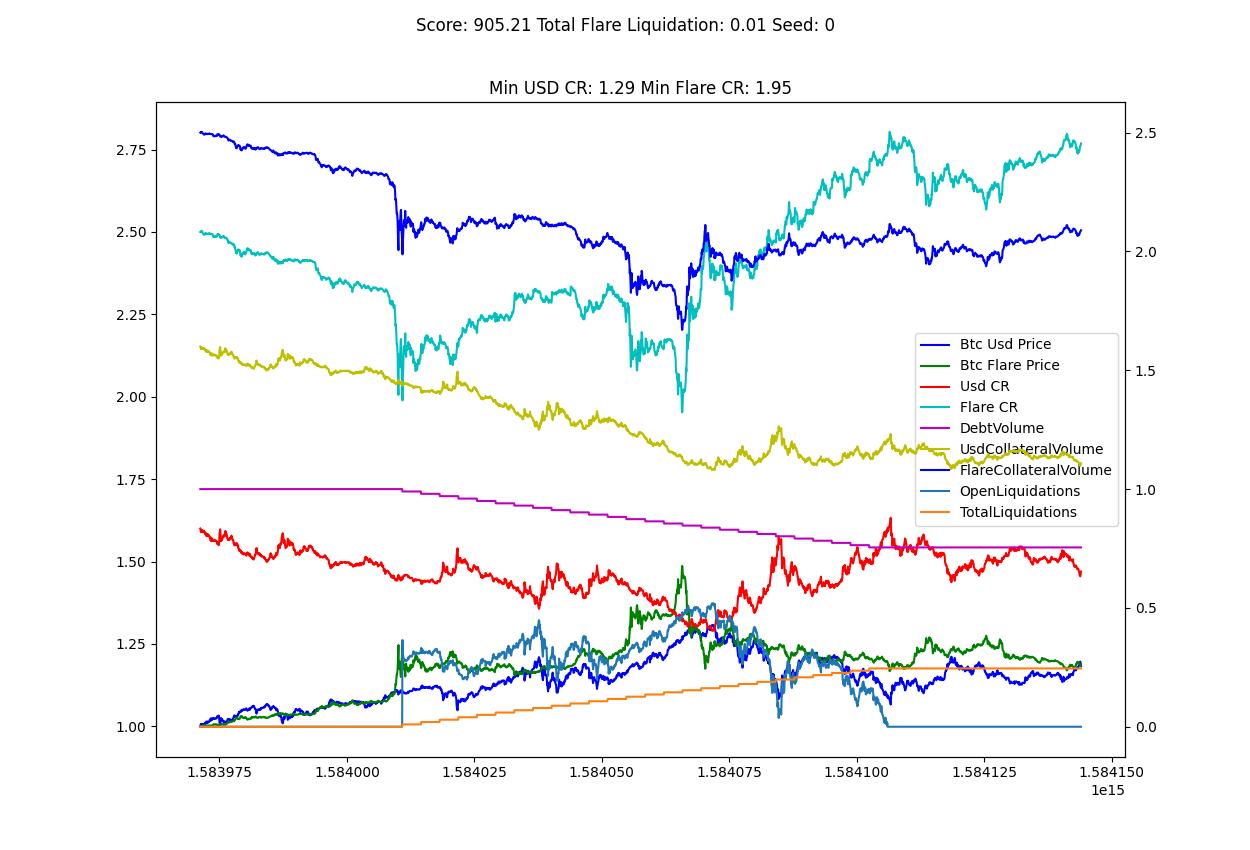 Score: 905.21 Total Flare Liquidation: 0.01 Seed: 0
Min USD CR: 1.29 Min Flare CR: 1.95
2.75
2.50
2.25
2.00
1.75
1.50
1.25
1.00
2.5
2.0
1.5
1.0
0.5
0.0
Btc Usd Price
Btc Flare Price
Usd CR
Flare CR
DebtVolume
UsdCollateralVolume
FlareCollateralVolume
OpenLiquidations
TotalLiquidations
1.583975 1.584000 1.584025 1.584050 1.584075 1.584100 1.584125 1.584150
1e15